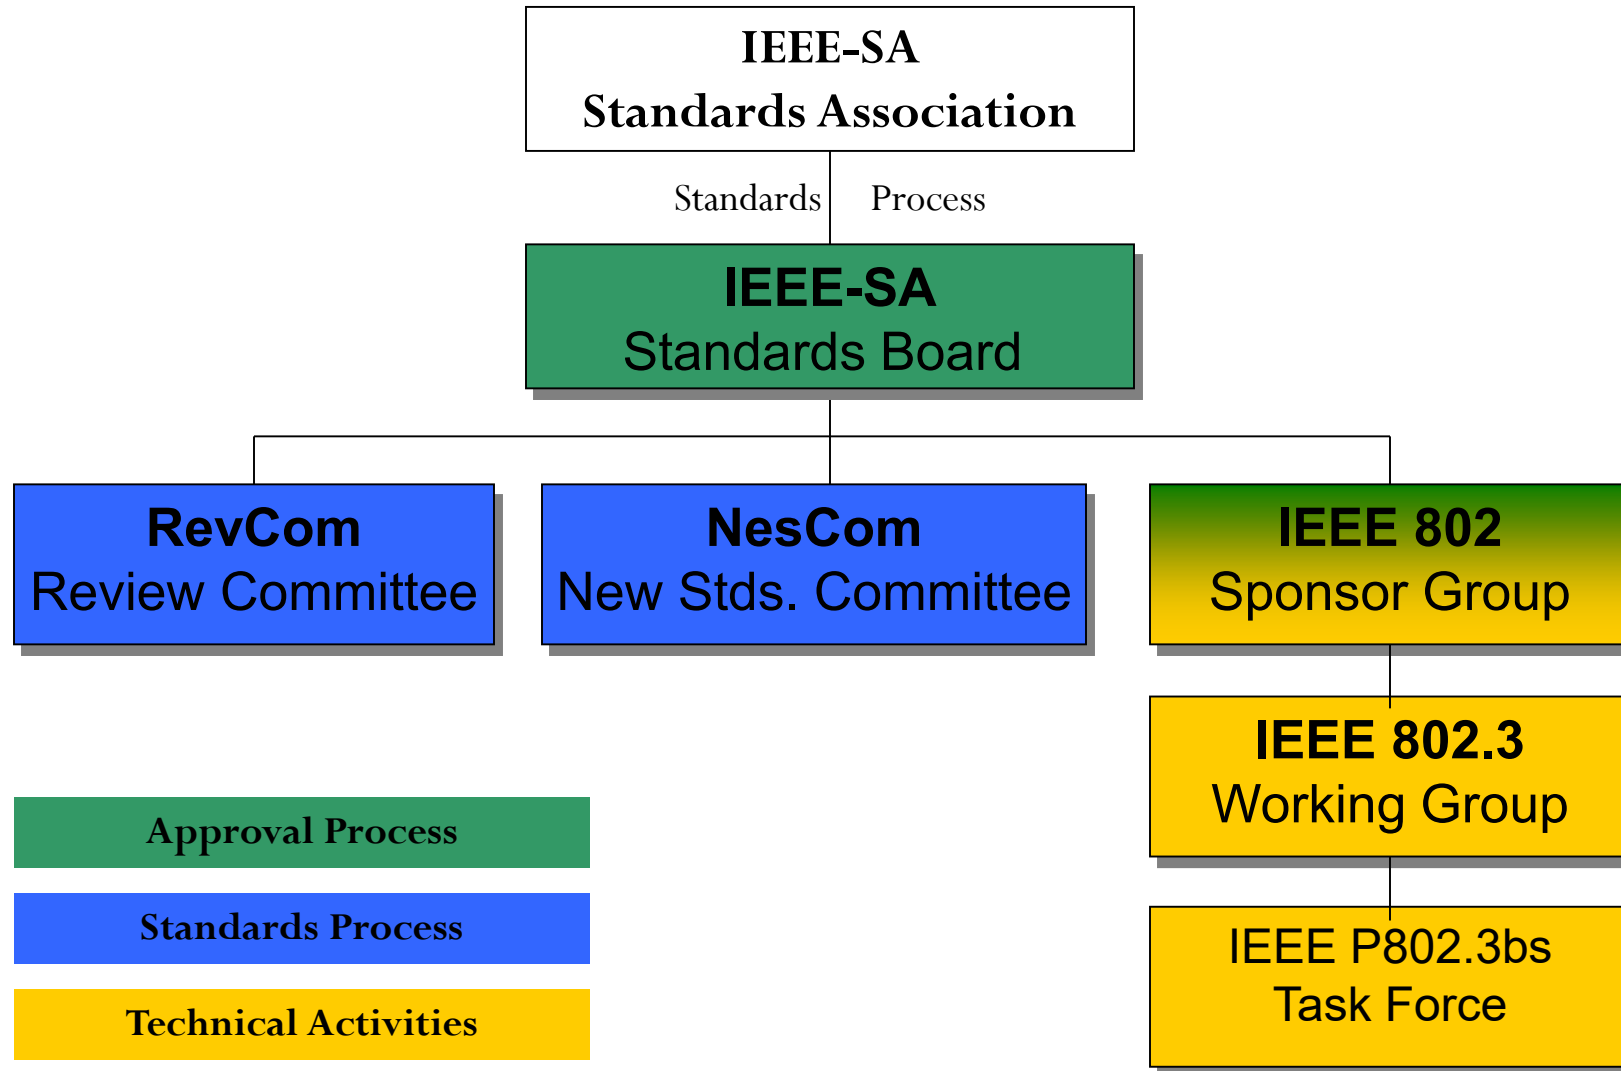 IEEE-SA
Standards Association
Standards Process
IEEE-SA
Standards Board
RevCom
Review Committee
NesCom
New Stds. Committee
IEEE 802
Sponsor Group
IEEE 802.3
Working Group
IEEE P802.3bs
Task Force
Approval Process
Standards Process
Technical Activities